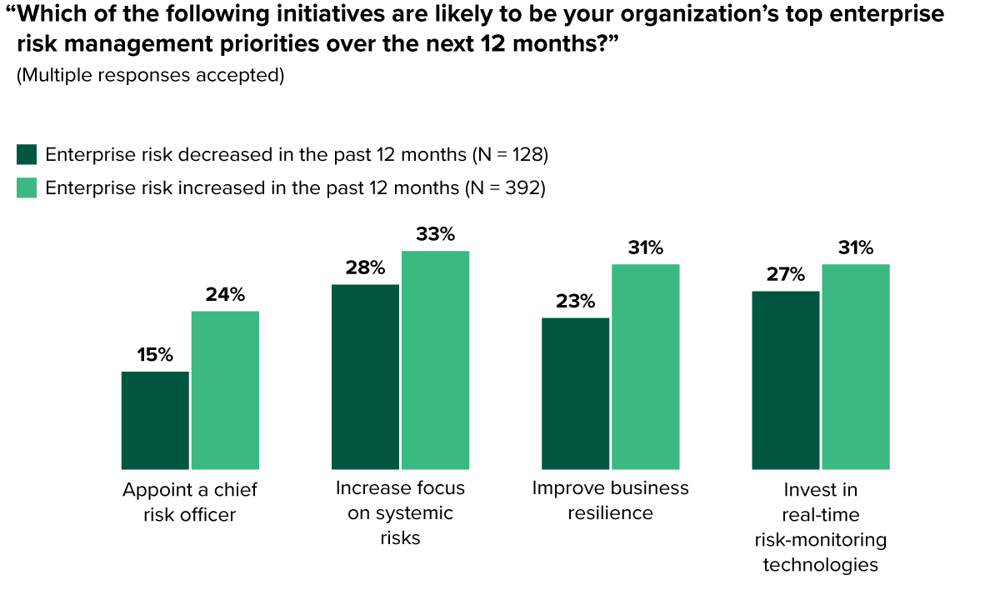 “Which of the following initiatives are likely to be your organization’s top enterprise
risk management priorities over the next 12 months?”
(Multiple responses accepted)
Enterprise risk decreased in the past 12 months (N = 128)
Enterprise risk increased in the past 12 months (N = 392)
15%
24%
28%
33%
23%
31%
27%
31%
Appoint a chief
risk officer
Increase focus
on systemic
risks
Improve business
resilience
Invest in
real-time
risk-monitoring
technologies